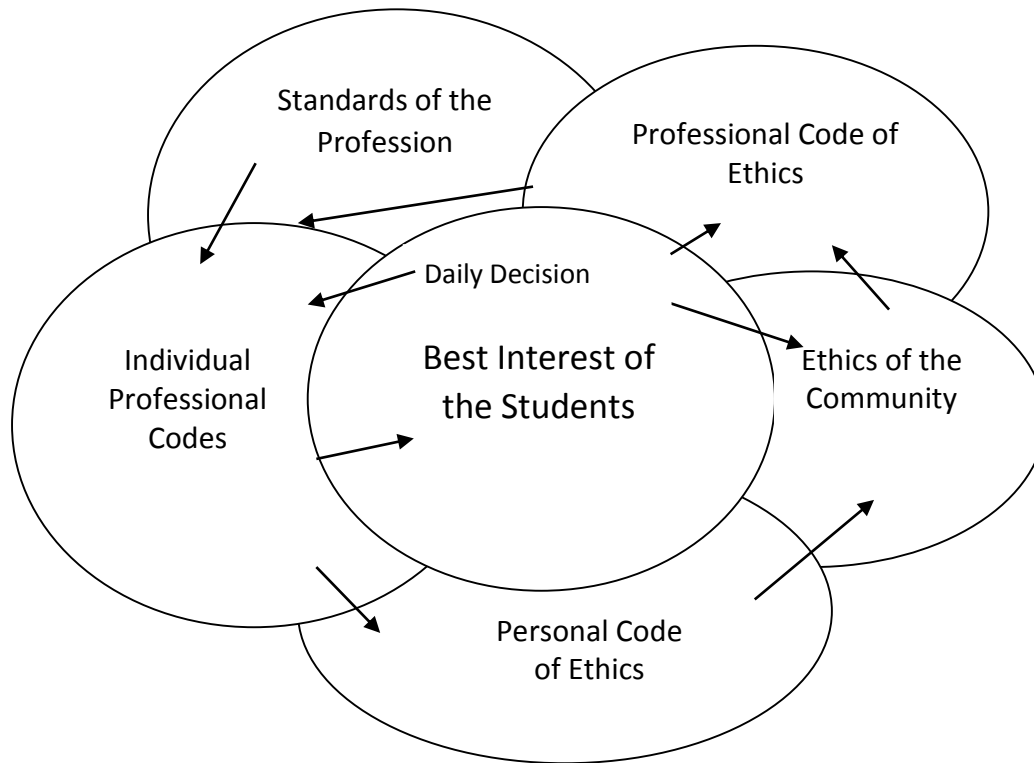 Standards of the
Profession
Professional Code of
Ethics
Daily Decision
Best Interest of
the Students
Individual
Professional
Codes
Ethics of the
Community
Personal Code
of Ethics